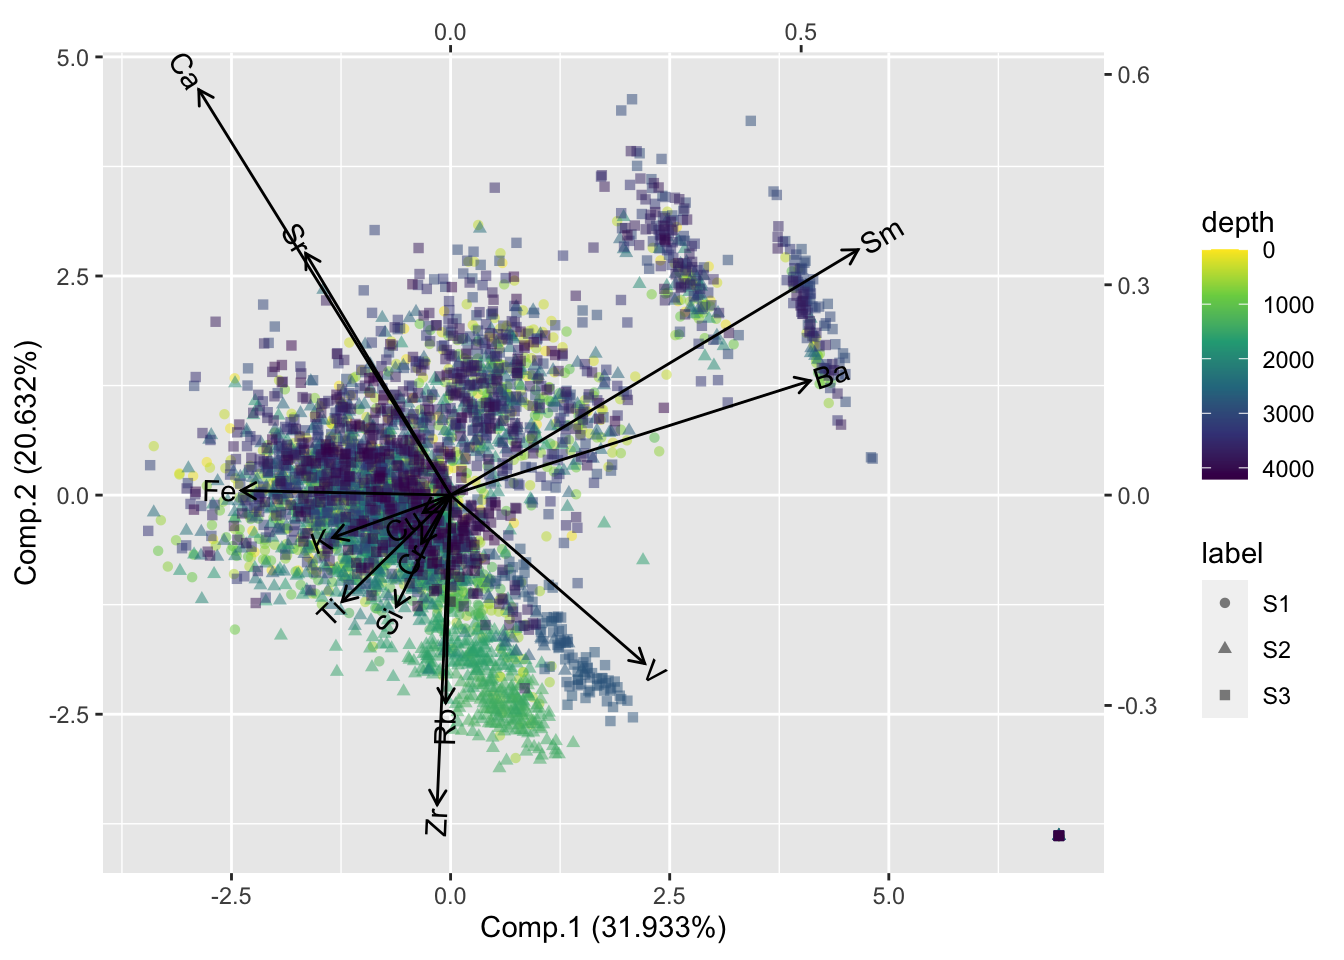 0.0 0.5
Ca
5.0
0.6
Sm
Sr
2.5
0.3
Ba
Fe
0.0
0.0
Cu
K
Cr
Ti
Si
V
-2.5
-0.3
Rb
Zr
-2.5 0.0 2.5 5.0
Comp.1 (31.933%)
Comp.2 (20.632%)
depth
0
1000
2000
3000
4000
label
S1
S2
S3